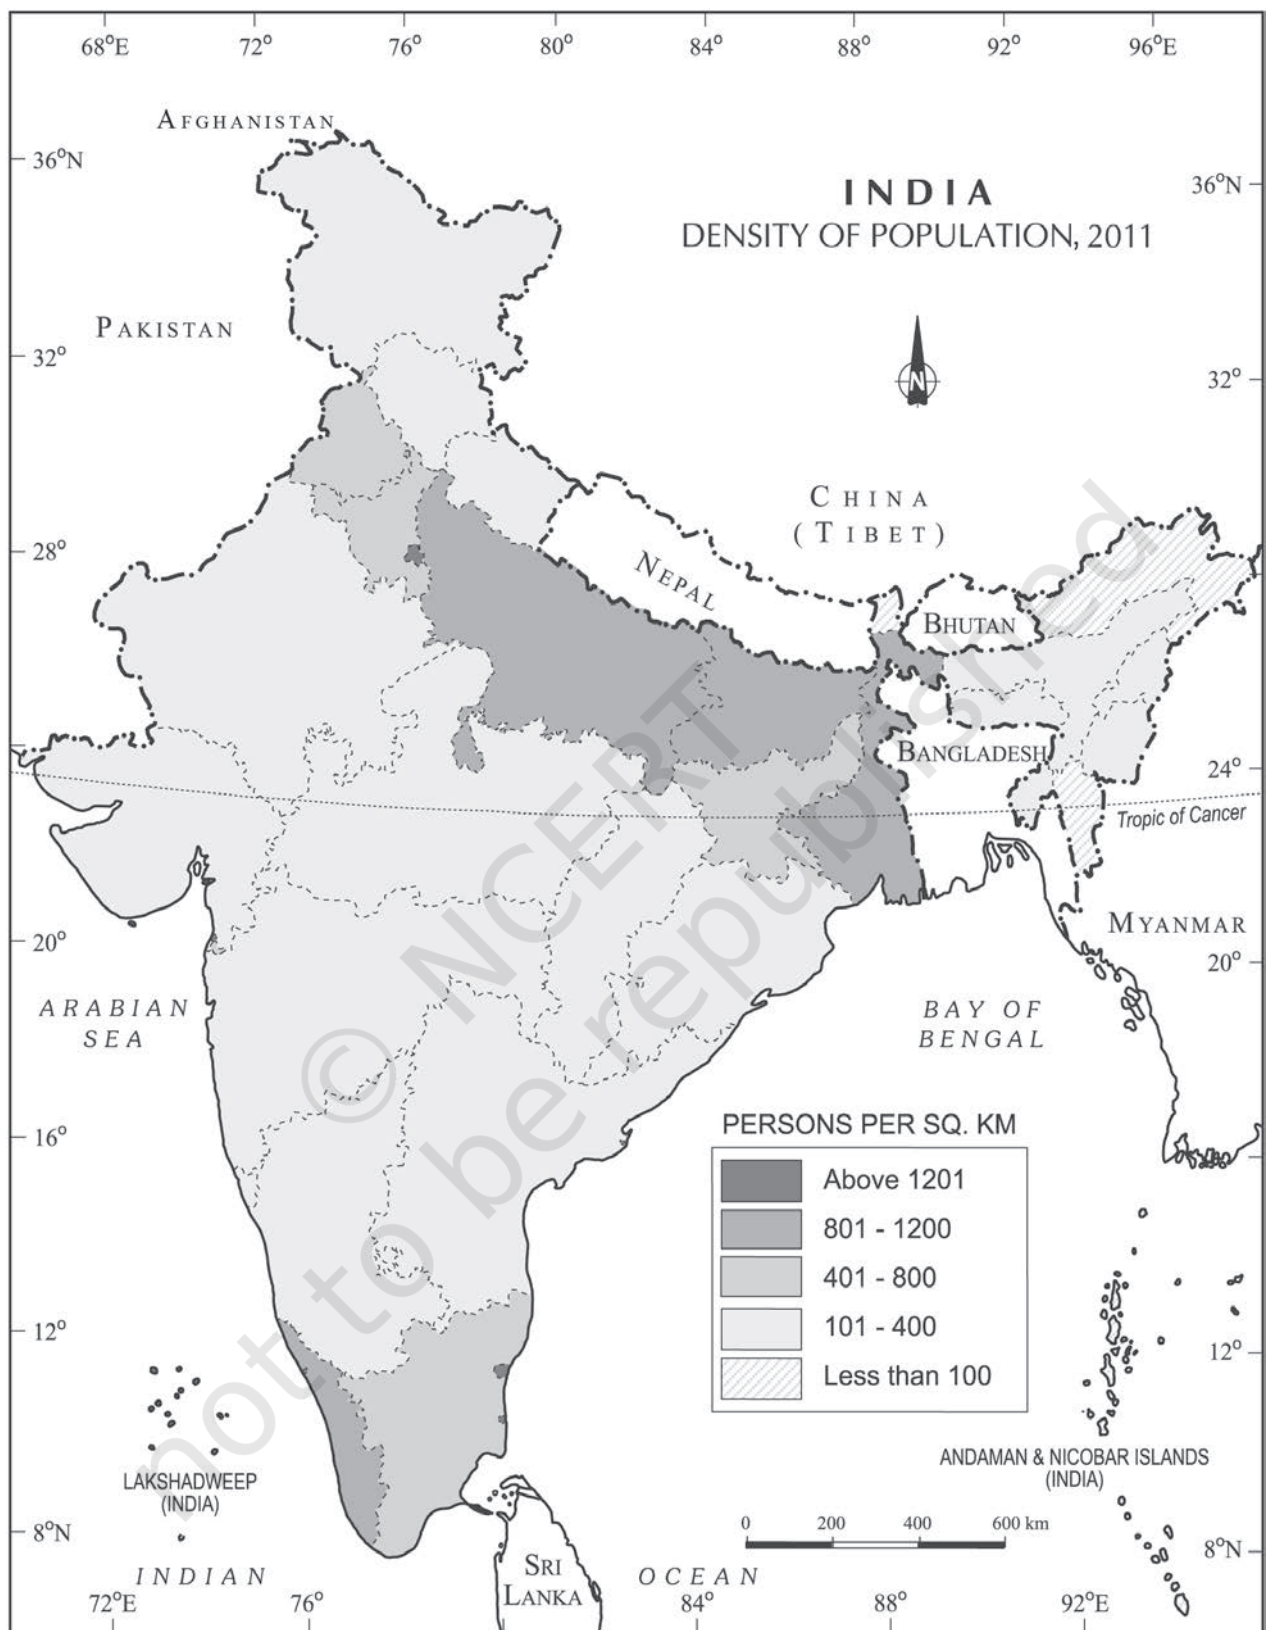 68°E 72° 76° 80° 84° 88° 92° 96°E
AFGHANISTAN
36°N
36°N
INDIA
DENSITY OF POPULATION, 2011
PAKISTAN
32°
32°
N
CHINA
(TIBET)
28°
NEPAL
BHUTAN
BANGLADESH
24°
Tropic of Cancer
MYANMAR
20°
20°
ARABIAN
SEA
BAY OF
BENGAL
© NCERT
not to be republished
16°
PERSONS PER SQ. KM
Above 1201
801 - 1200
401 - 800
101 - 400
Less than 100
12°
12°
LAKSHADWEEP
(INDIA)
ANDAMAN & NICOBAR ISLANDS
(INDIA)
0 200 400 600 km
8°N
8°N
SRI
LANKA
INDIAN OCEAN
72°E 76° 84° 88° 92°E